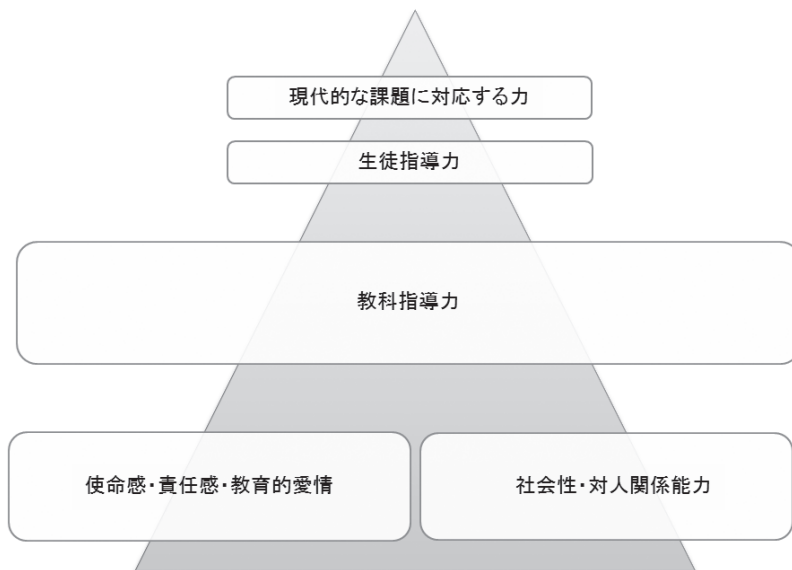 現代的な課題に対応する力
生徒指導力
教科指導力
使命感・責任感・教育的愛情
社会性・対人関係能力